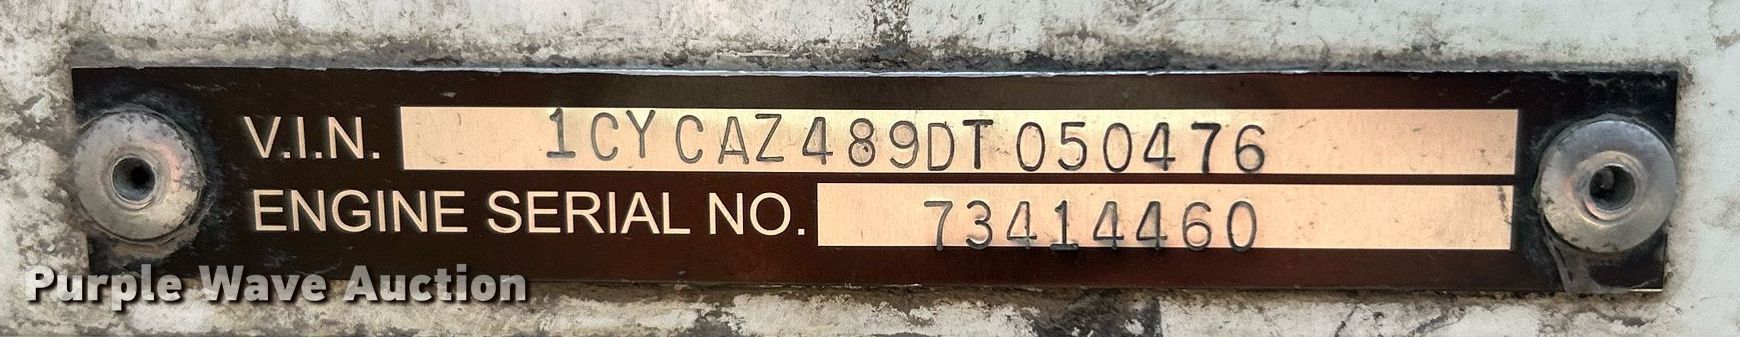 V.I.N. 1CYCAZ489DT050476
ENGINE SERIAL NO. 73414460
Purple Wave Auction